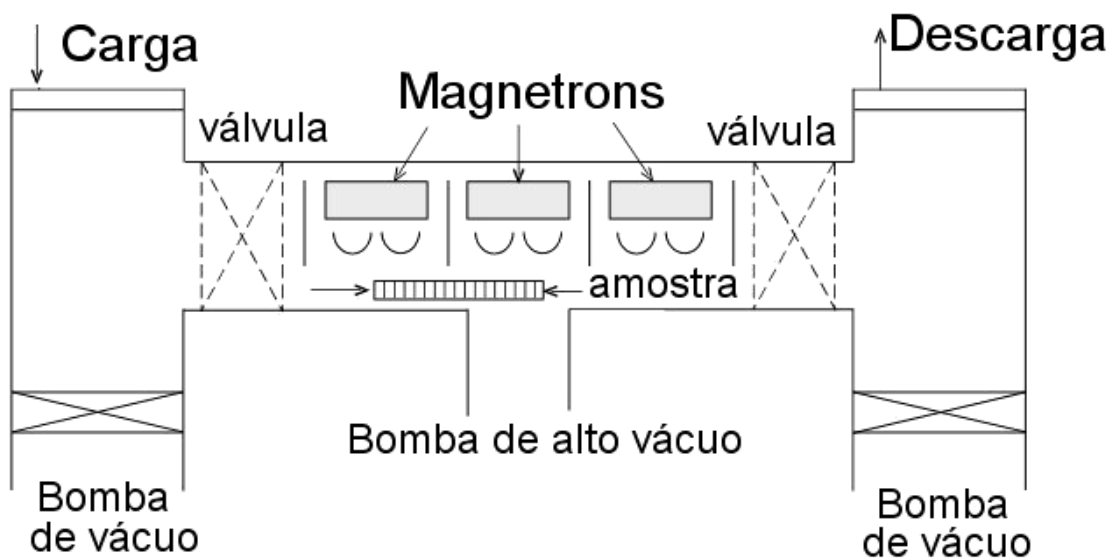 Carga
Descarga
Magnetrons
válvula
válvula
amostra
Bomba de alto vácuo
Bomba
de vácuo
Bomba
de vácuo